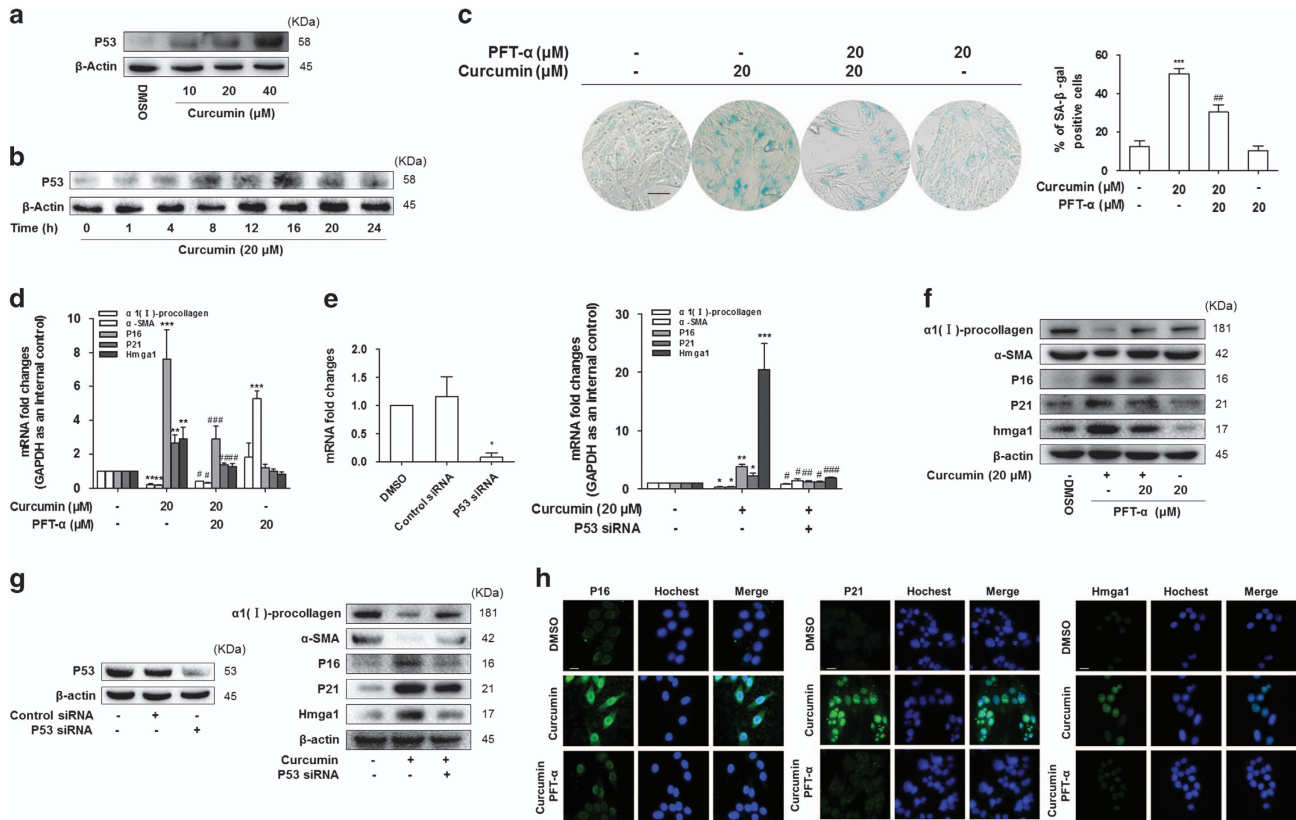 a
(KDa)
P53
58
β-Actin
45
DMSO
10 20 40
Curcumin (μM)
b
(KDa)
P53
58
β-Actin
45
Time (h) 0 1 4 8 12 16 20 24
Curcumin (20 μM)
c
PFT-α (μM) - - 20 20
Curcumin (μM) - 20 20 -
% of SA-β -gal
positive cells
60
40
20
0
***
##
Curcumin (μM) - 20 20 -
PFT-α (μM) - - 20 20
d
mRNA fold changes
(GAPDH as an Internal control)
10
8
6
4
2
0
α 1(Ⅰ)-procollagen
α -SMA
P16
P21
Hmga1
****
***
**
**
#
#
###
####
***
Curcumin (μM) - 20 20 -
PFT-α (μM) - - 20 20
e
mRNA fold changes
2.0
1.5
1.0
0.5
0.0
*
DMSO
Control siRNA
P53 siRNA
mRNA fold changes
(GAPDH as an Internal control)
30
20
10
5
0
α 1(Ⅰ)-procollagen
α -SMA
P16
P21
Hmga1
*
*
**
*
***
#
#
##
#
###
Curcumin (20 μM) - + +
P53 siRNA - - +
f
(KDa)
α1(Ⅰ)-procollagen
181
α-SMA
42
P16
16
P21
21
hmga1
17
β-actin
45
Curcumin (20 μM) + + -
-DMSO
- 20 20
PFT-α (μM)
g
(KDa)
P53
53
β-actin
45
Control siRNA - + -
P53 siRNA - - +
(KDa)
α1(Ⅰ)-procollagen
181
α-SMA
42
P16
16
P21
21
Hmga1
17
β-actin
45
Curcumin - + +
P53 siRNA - - +
h
P16 Hochest Merge
DMSO
Curcumin
Curcumin
PFT-α
P21 Hochest Merge
DMSO
Curcumin
Curcumin
PFT-α
Hmga1 Hochest Merge
DMSO
Curcumin
Curcumin
PFT-α